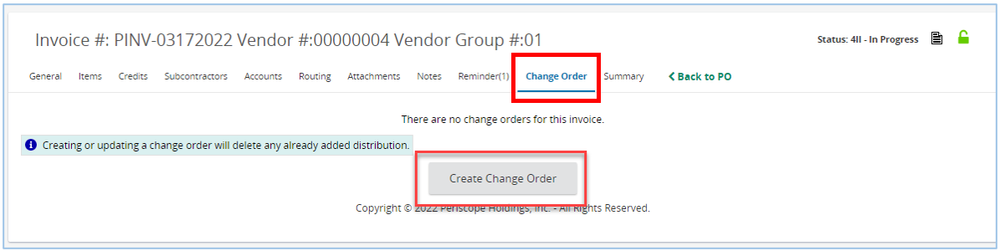 Invoice #: PINV-03172022 Vendor #:00000004 Vendor Group #:01
Status: 4II - In Progress
General Items Credits Subcontractors Accounts Routing Attachments Notes Reminder(1) Change Order Summary Back to PO
There are no change orders for this invoice.
Creating or updating a change order will delete any already added distribution.
Create Change Order
Copyright © 2022 Periscope Holdings, Inc. - All Rights Reserved.